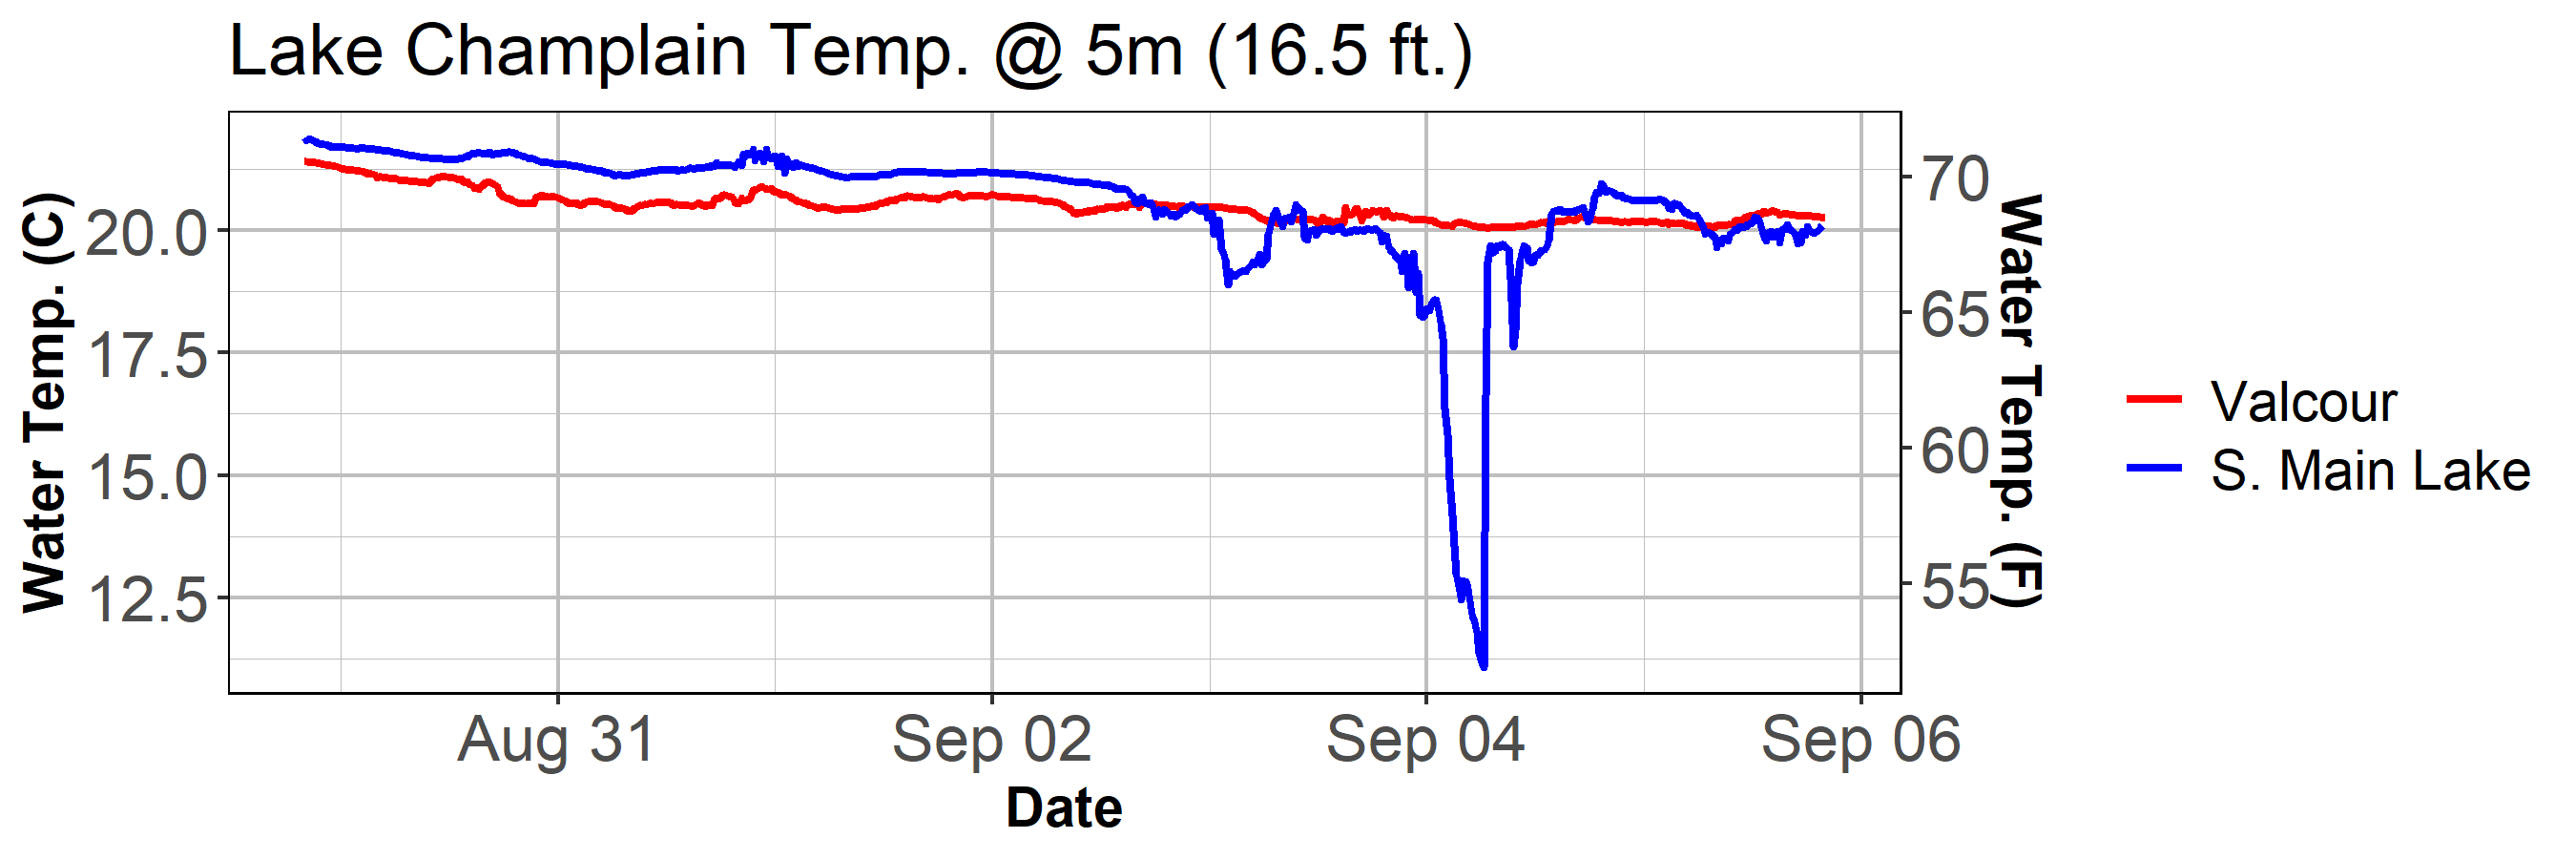 Lake Champlain Temp. @ 5m (16.5 ft.)
Water Temp. (C)
20.0
17.5
15.0
12.5
70
65
60
55
Water Temp. (F)
Aug 31
Sep 02
Sep 04
Sep 06
Date
Valcour
S. Main Lake